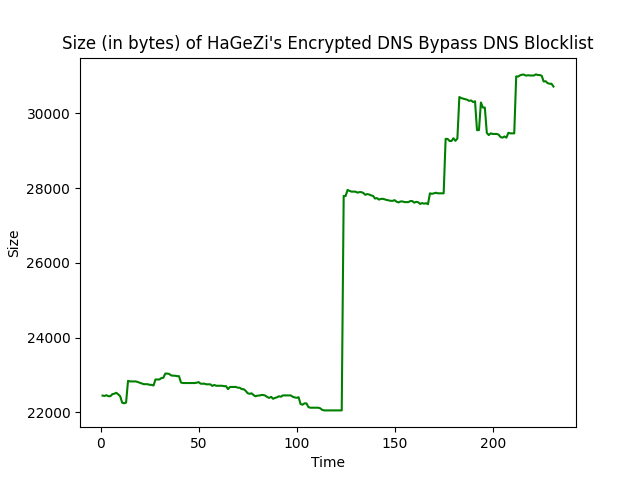 Size (in bytes) of HaGeZi's Encrypted DNS Bypass DNS Blocklist
30000
28000
26000
24000
22000
Size
0 50 100 150 200
Time